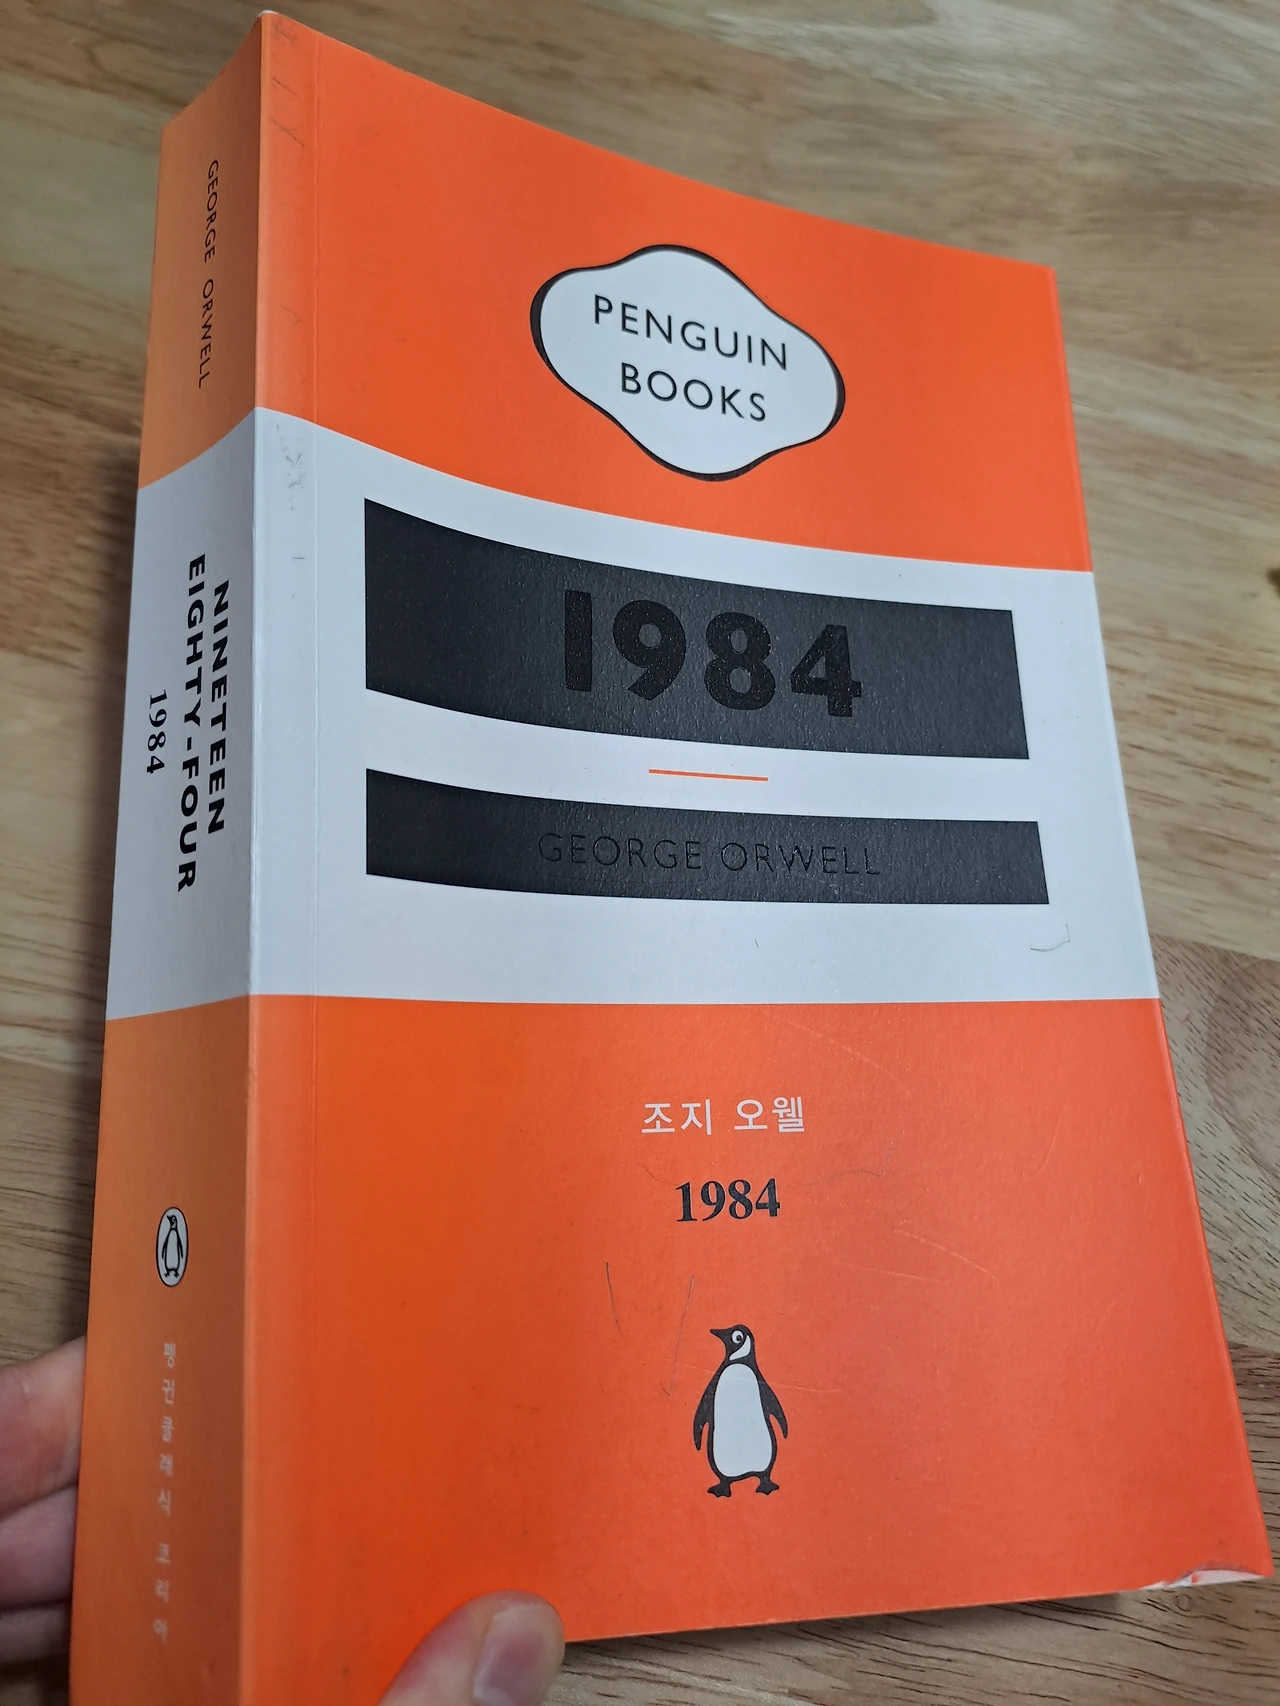 GEORGE ORWELL
NINETEEN
EIGHTY-FOUR
1984
펭귄클래식 코리아
PENGUIN
BOOKS
1984
GEORGE ORWELL
조지 오웰
1984